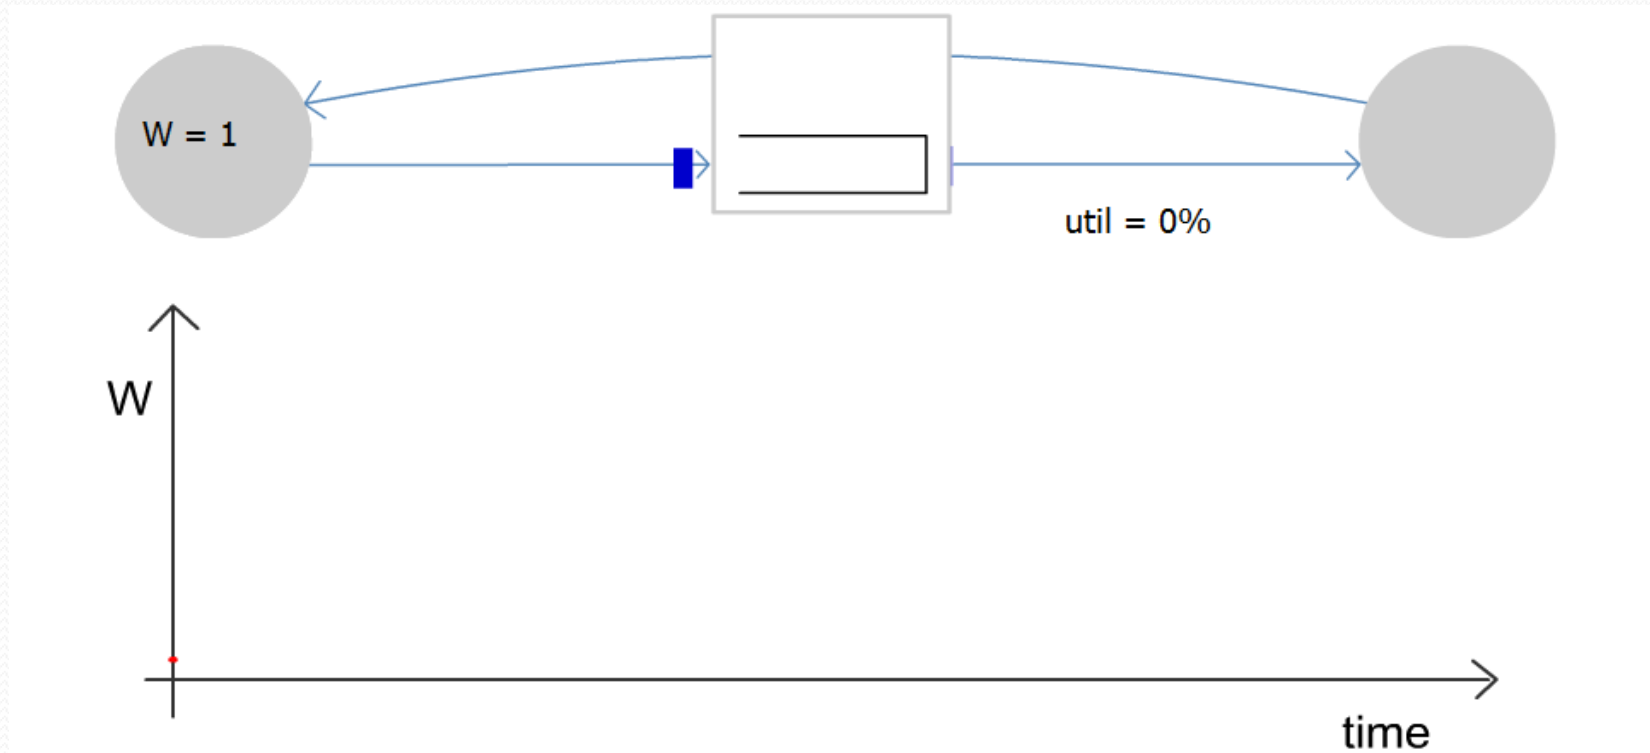 W = 1
util = 0%
W
time